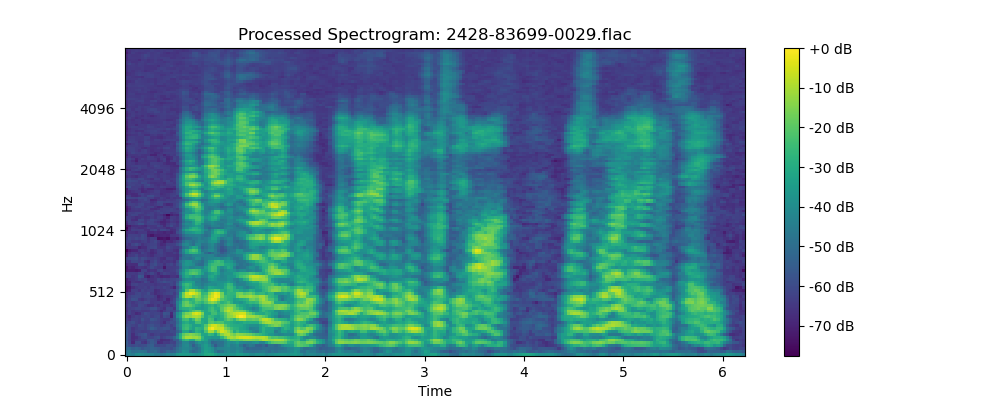 Processed Spectrogram: 2428-83699-0029.flac
+0 dB
-10 dB
-20 dB
-30 dB
-40 dB
-50 dB
-60 dB
-70 dB
4096
2048
1024
512
0
Hz
0 1 2 3 4 5 6
Time